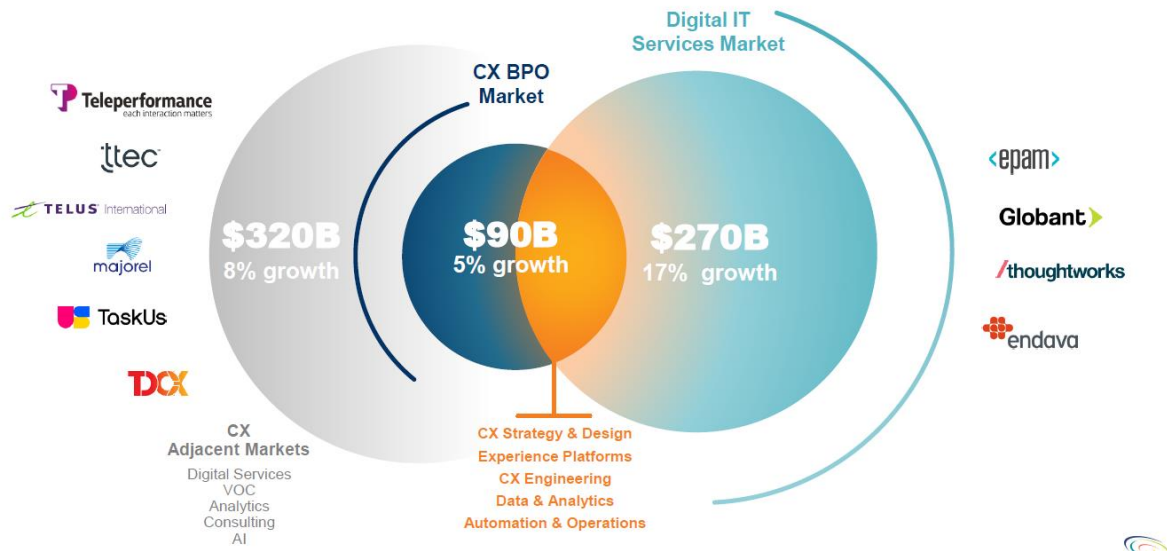 Digital IT
Services Market
CX BPO
Market
Teleperformance
each interaction matters
ttec
TELUS International
majorel
TaskUs
TDCX
$320B
8% growth
$90B
5% growth
$270B
17% growth
<epam>
Globant
/thoughtworks
endava
CX
Adjacent Markets
Digital Services
VOC
Analytics
Consulting
AI
CX Strategy & Design
Experience Platforms
CX Engineering
Data & Analytics
Automation & Operations